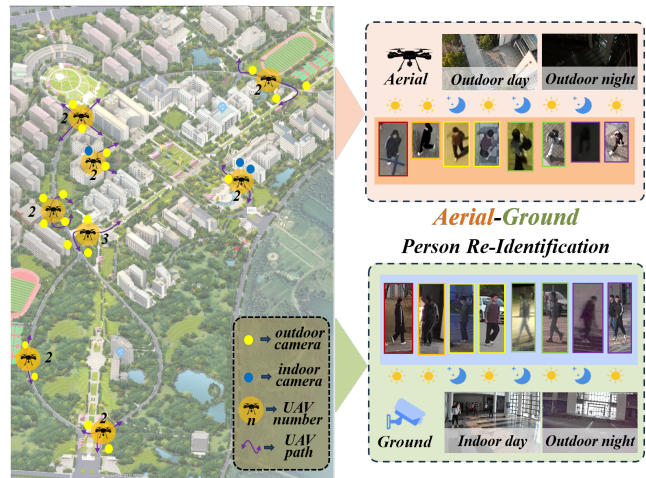 2
2
2
2
2
3
2
2
outdoor
camera
indoor
camera
n
UAV
number
UAV
path
Aerial
Outdoor day
Outdoor night
Aerial-Ground
Person Re-Identification
Ground
Indoor day
Outdoor night